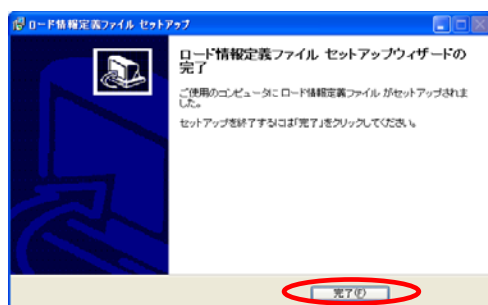 ロード情報定義ファイル セットアップ
ロード情報定義ファイル セットアップウィザードの
完了
ご使用のコンピュータに ロード情報定義ファイル がセットアップされま
した。
セットアップを終了するには「完了」をクリックしてください。
完了(F)